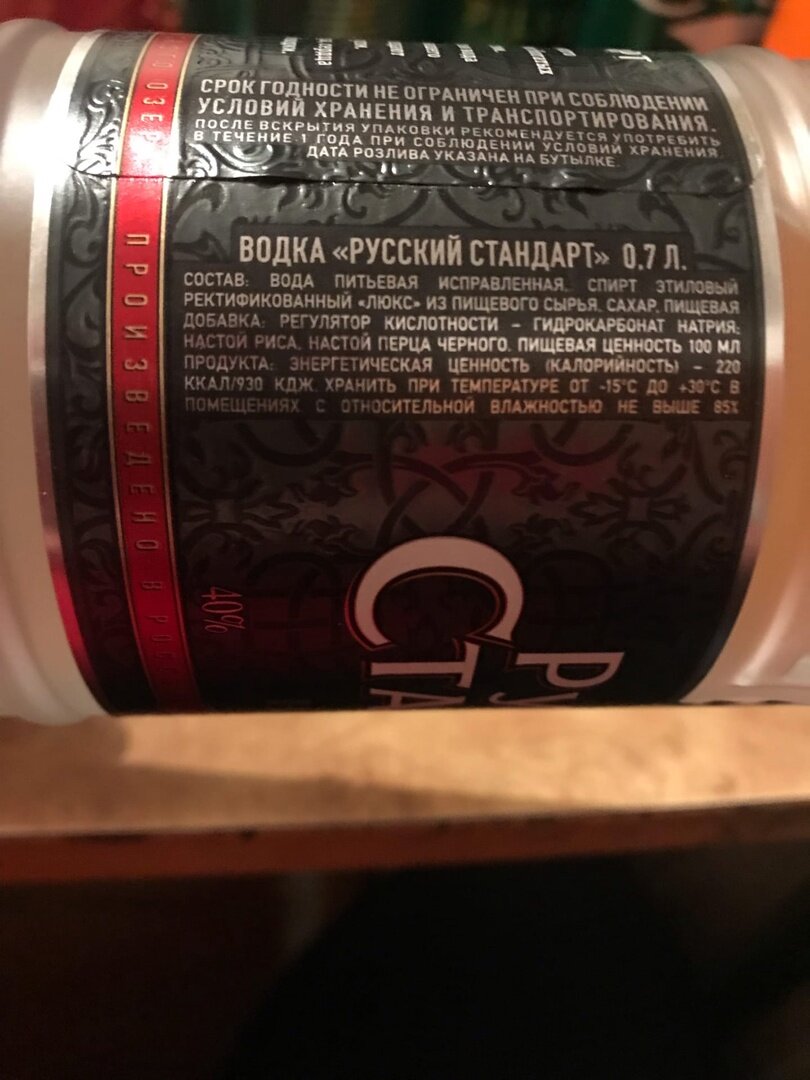 СРОК ГОДНОСТИ НЕ ОГРАНИЧЕН ПРИ СОБЛЮДЕНИИ
УСЛОВИЙ ХРАНЕНИЯ И ТРАНСПОРТИРОВАНИЯ.
ПОСЛЕ ВСКРЫТИЯ УПАКОВКИ РЕКОМЕНДУЕТСЯ УПОТРЕБИТЬ
В ТЕЧЕНИЕ 1 ГОДА ПРИ СОБЛЮДЕНИИ УСЛОВИЙ ХРАНЕНИЯ.
ДАТА РОЗЛИВА УКАЗАНА НА БУТЫЛКЕ.
ВОДКА «РУССКИЙ СТАНДАРТ» 0,7 Л.
СОСТАВ: ВОДА ПИТЬЕВАЯ ИСПРАВЛЕННАЯ, СПИРТ ЭТИЛОВЫЙ
РЕКТИФИКОВАННЫЙ «ЛЮКС» ИЗ ПИЩЕВОГО СЫРЬЯ, САХАР, ПИЩЕВАЯ
ДОБАВКА: РЕГУЛЯТОР КИСЛОТНОСТИ – ГИДРОКАРБОНАТ НАТРИЯ;
НАСТОЙ РИСА, НАСТОЙ ПЕРЦА ЧЕРНОГО. ПИЩЕВАЯ ЦЕННОСТЬ 100 МЛ
ПРОДУКТА: ЭНЕРГЕТИЧЕСКАЯ ЦЕННОСТЬ (КАЛОРИЙНОСТЬ) – 220
ККАЛ/930 КДЖ. ХРАНИТЬ ПРИ ТЕМПЕРАТУРЕ ОТ -15°С ДО +30°С В
ПОМЕЩЕНИЯХ С ОТНОСИТЕЛЬНОЙ ВЛАЖНОСТЬЮ НЕ ВЫШЕ 85%
ПРОИЗВЕДЕНО В
40%
РУ
СТА